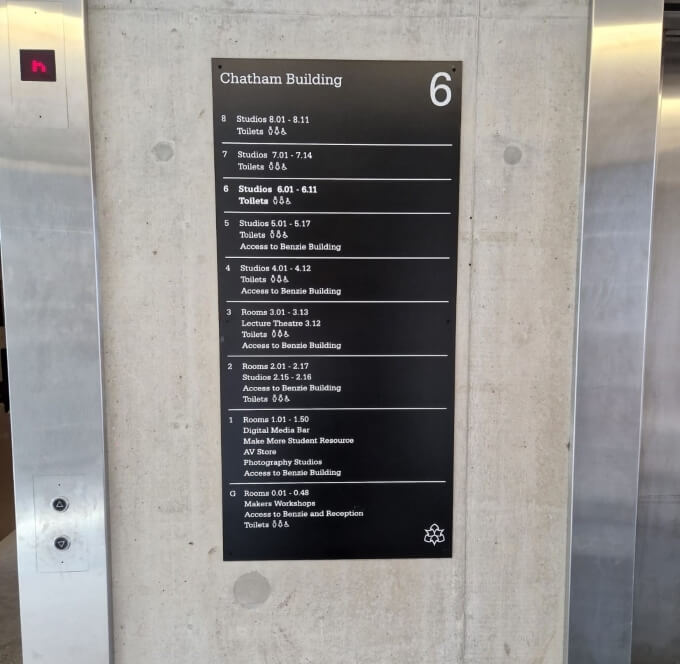 Chatham Building 6
8 Studios 8.01 - 8.11
Toilets
7 Studios 7.01 - 7.14
Toilets
6 Studios 6.01 - 6.11
Toilets
5 Studios 5.01 - 5.17
Toilets
Access to Benzie Building
4 Studios 4.01 - 4.12
Toilets
Access to Benzie Building
3 Rooms 3.01 - 3.13
Lecture Theatre 3.12
Toilets
Access to Benzie Building
2 Rooms 2.01 - 2.17
Studios 2.15 - 2.16
Access to Benzie Building
Toilets
1 Rooms 1.01 - 1.50
Digital Media Bar
Make More Student Resource
AV Store
Photography Studios
Access to Benzie Building
G Rooms 0.01 - 0.48
Makers Workshops
Access to Benzie and Reception
Toilets